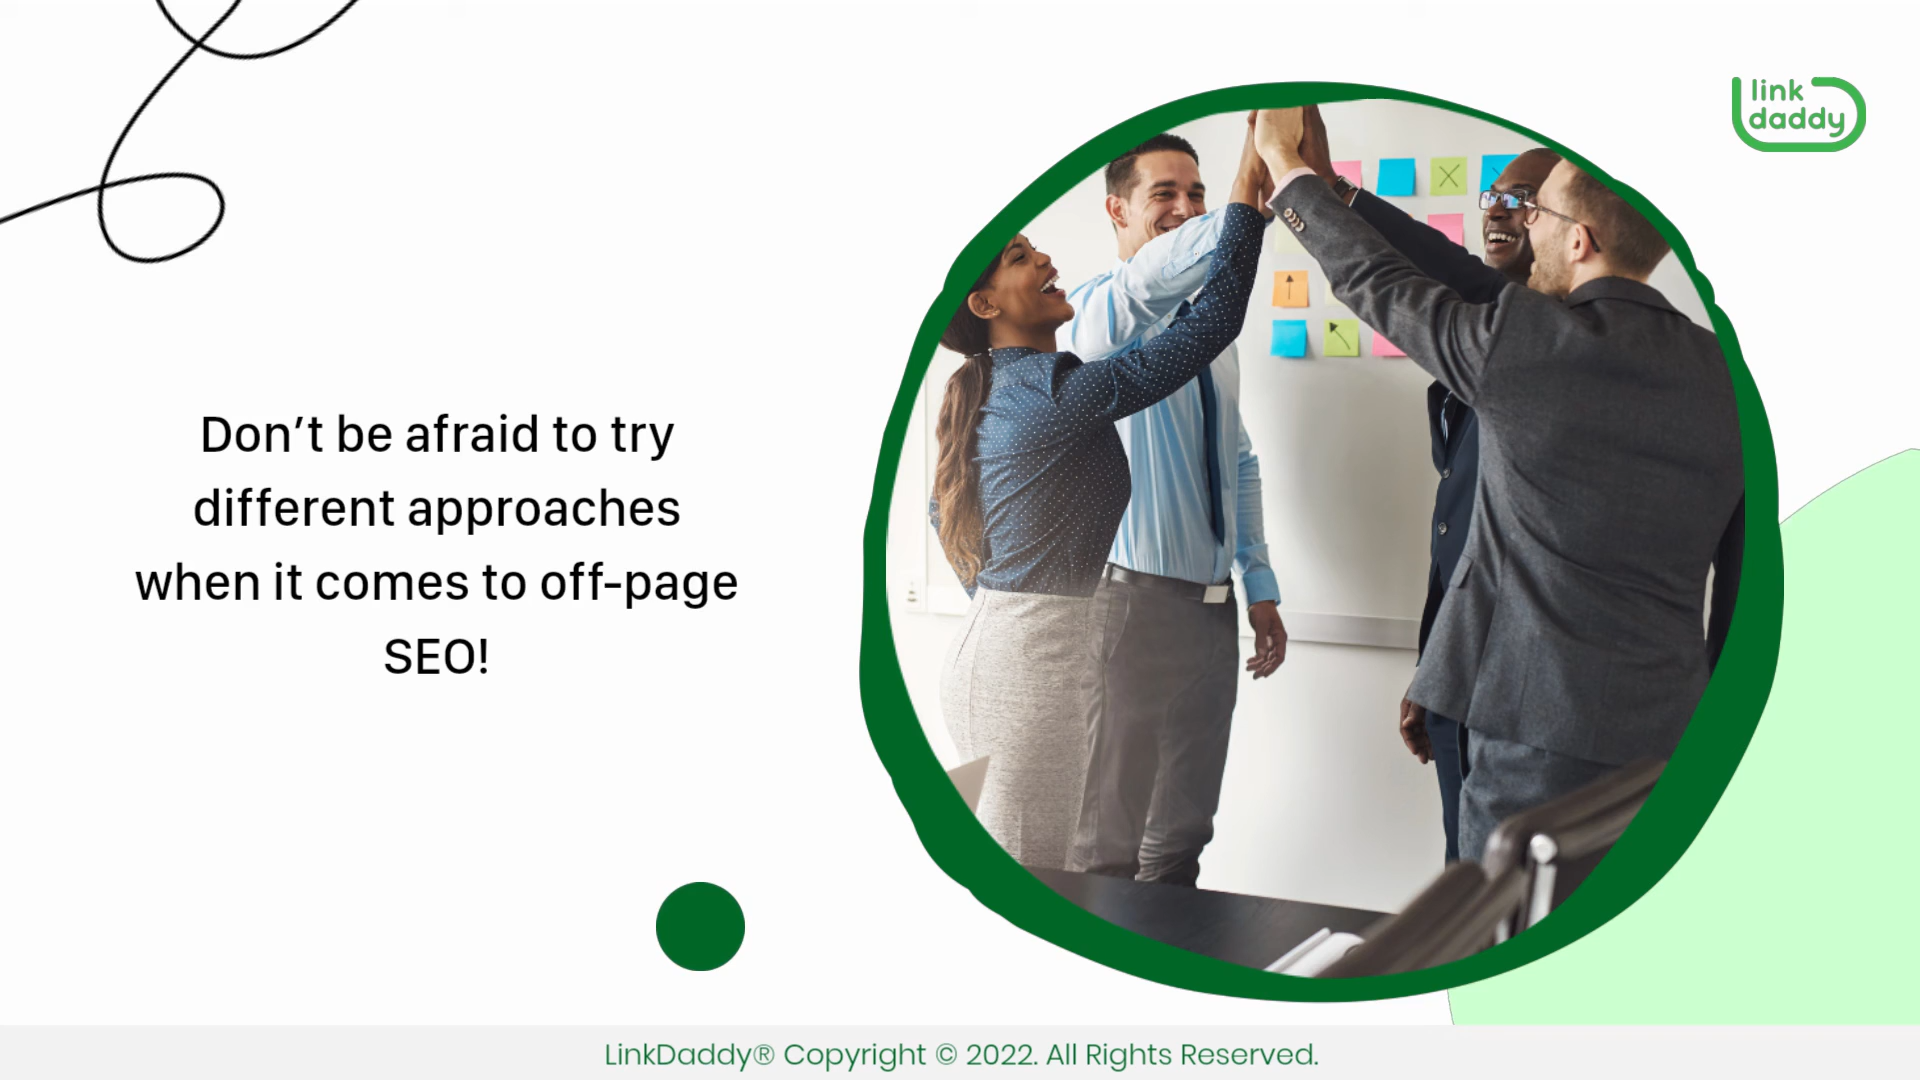 link
daddy
Don’t be afraid to try
different approaches
when it comes to off-page
SEO!
LinkDaddy® Copyright © 2022. All Rights Reserved.